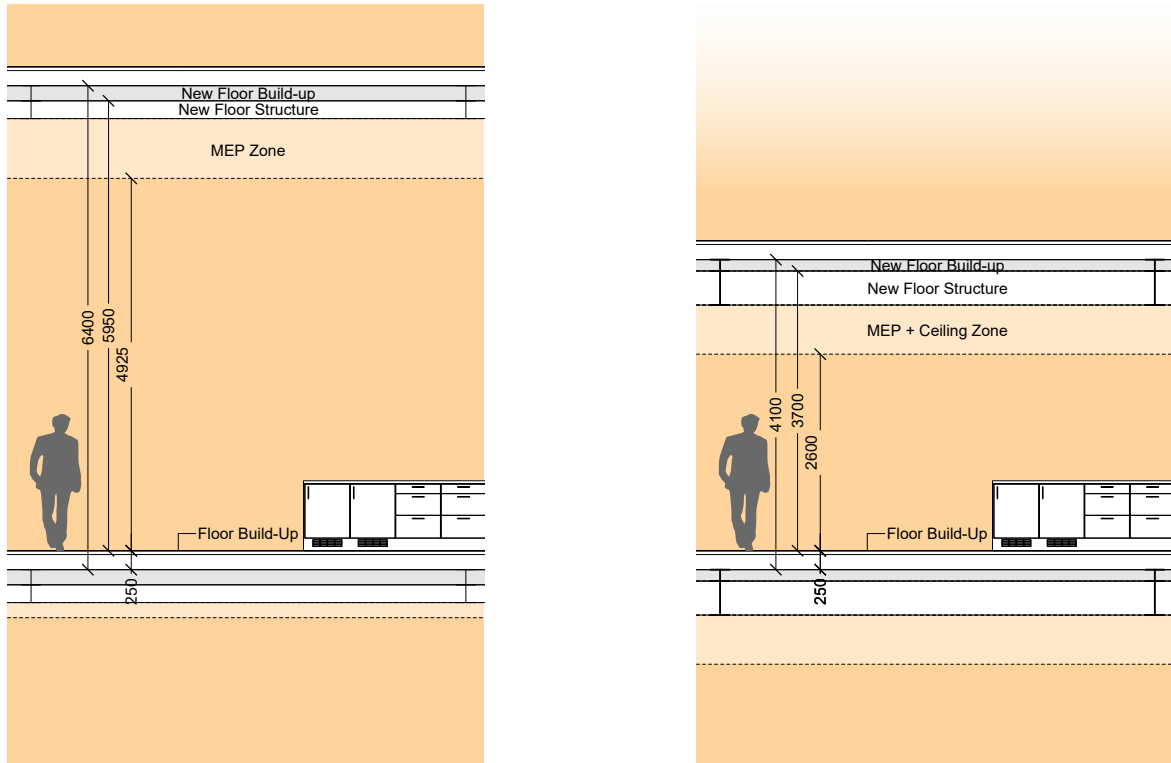 New Floor Build-up
New Floor Structure
MEP Zone
6400
5950
4925
Floor Build-Up
250
New Floor Build-up
New Floor Structure
MEP + Ceiling Zone
4100
3700
2600
Floor Build-Up
250